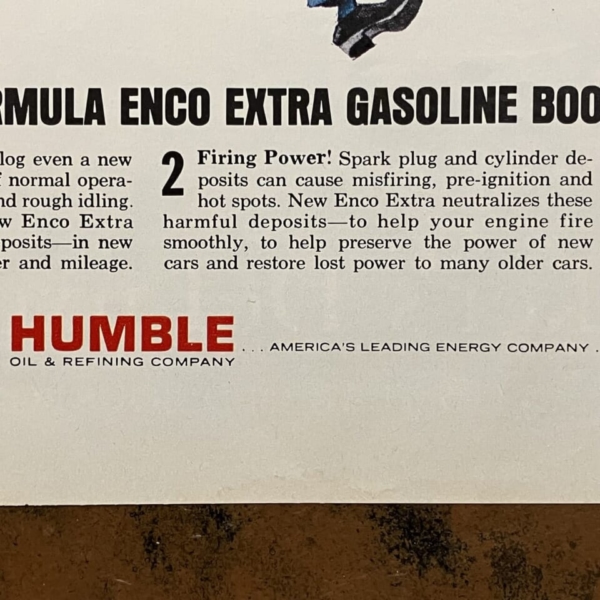 RMULA ENCO EXTRA GASOLINE BOO
log even a new
normal opera-
nd rough idling.
w Enco Extra
posits—in new
er and mileage.
2 Firing Power! Spark plug and cylinder de-
posits can cause misfiring, pre-ignition and
hot spots. New Enco Extra neutralizes these
harmful deposits—to help your engine fire
smoothly, to help preserve the power of new
cars and restore lost power to many older cars.
HUMBLE
OIL & REFINING COMPANY
... AMERICA'S LEADING ENERGY COMPANY .